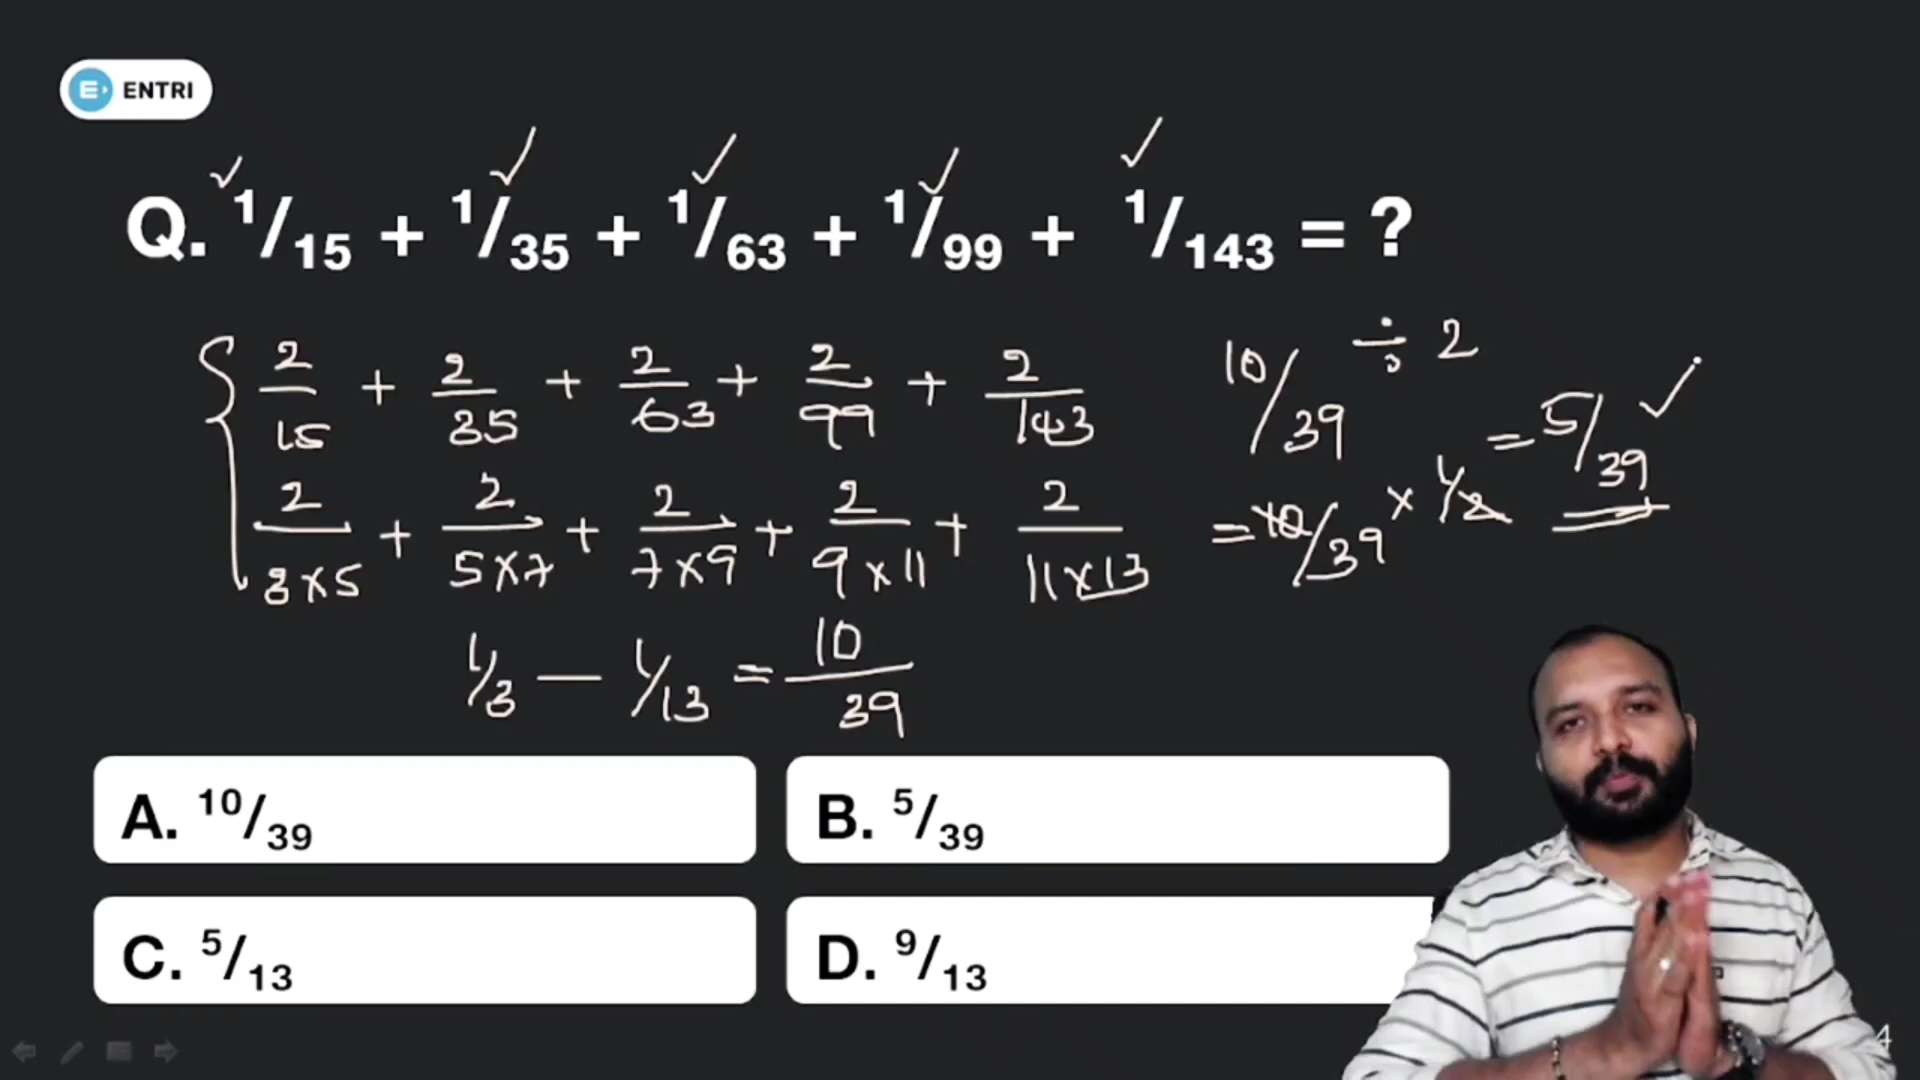 ENTRI
Q. 1/15 + 1/35 + 1/63 + 1/99 + 1/143 = ?
2/15 + 2/35 + 2/63 + 2/99 + 2/143
2/3×5 + 2/5×7 + 2/7×9 + 2/9×11 + 2/11×13
1/3 — 1/13 = 10/39
10/39 ÷ 2
= 10/39 × 1/2 = 5/39
A. 10/39
B. 5/39
C. 5/13
D. 9/13
4